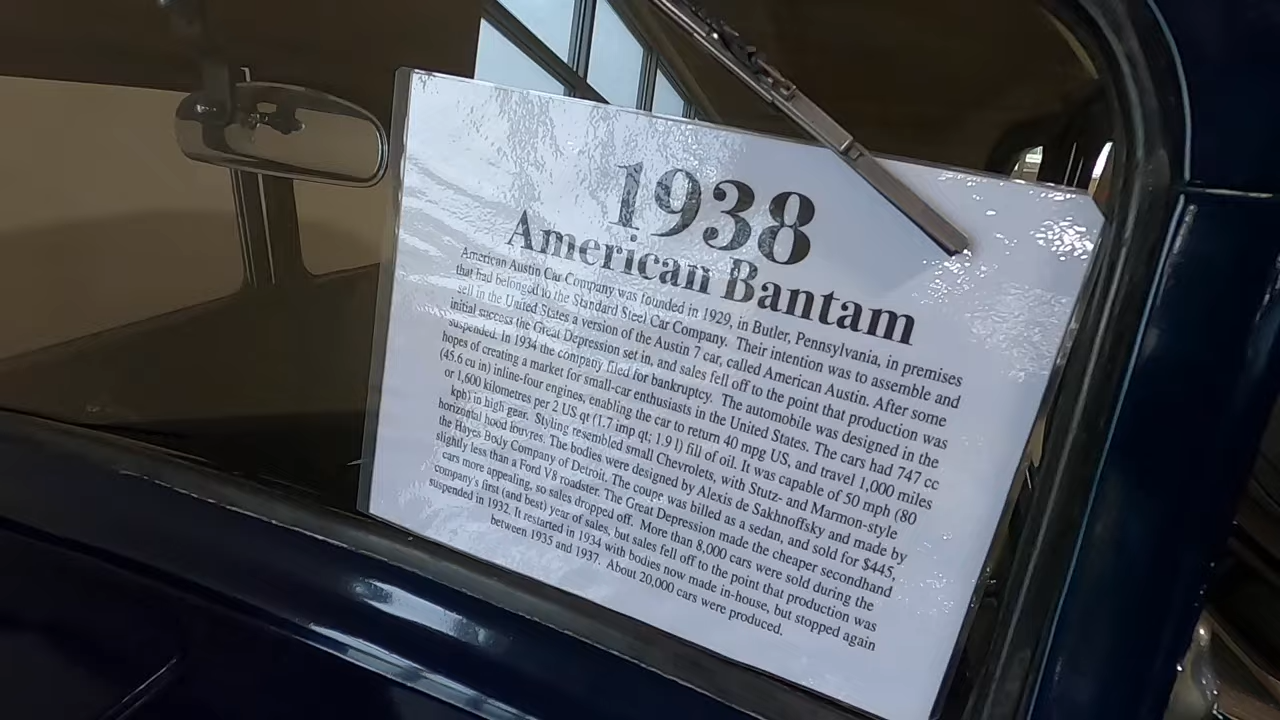 1938
American Bantam
American Austin Car Company was founded in 1929, in Butler, Pennsylvania, in premises
that had belonged to the Standard Steel Car Company. Their intention was to assemble and
sell in the United States a version of the Austin 7 car, called American Austin. After some
initial success the Great Depression set in, and sales fell off to the point that production was
suspended. In 1934 the company filed for bankruptcy. The automobile was designed in the
hopes of creating a market for small-car enthusiasts in the United States. The cars had 747 cc
(45.6 cu in) inline-four engines, enabling the car to return 40 mpg US, and travel 1,000 miles
or 1,600 kilometres per 2 US qt (1.7 imp qt; 1.9 l) fill of oil. It was capable of 50 mph (80
kph) in high gear. Styling resembled small Chevrolets, with Stutz- and Marmon-style
horizontal hood louvres. The bodies were designed by Alexis de Sakhnoffsky and made by
the Hayes Body Company of Detroit. The coupe was billed as a sedan, and sold for $445,
slightly less than a Ford V8 roadster. The Great Depression made the cheaper secondhand
cars more appealing, so sales dropped off. More than 8,000 cars were sold during the
company's first (and best) year of sales, but sales fell off to the point that production was
suspended in 1932. It restarted in 1934 with bodies now made in-house, but stopped again
between 1935 and 1937. About 20,000 cars were produced.